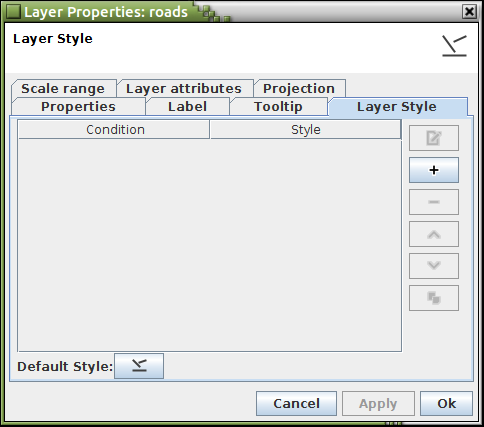 Layer Properties: roads
Layer Style
Scale range Layer attributes Projection
Properties Label Tooltip Layer Style
Condition Style
+
−
Default Style:
Cancel Apply Ok